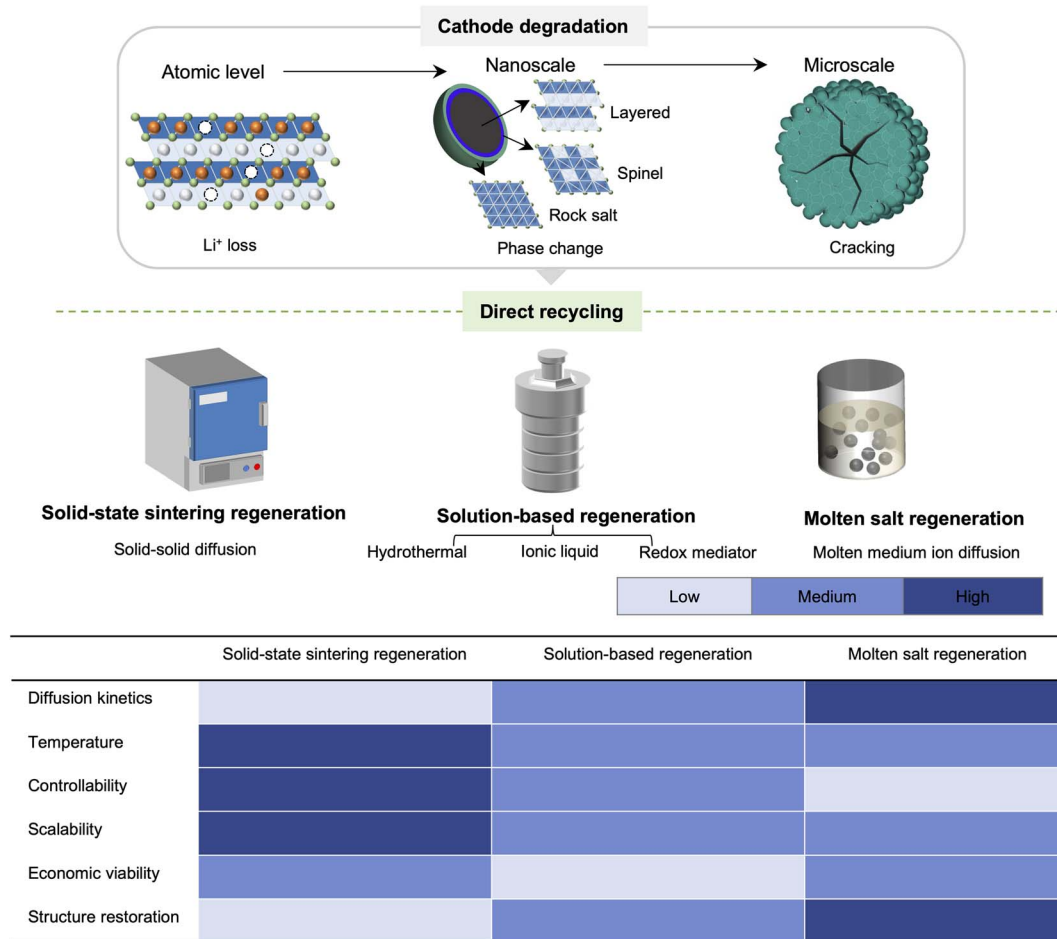 Cathode degradation
Atomic level
Nanoscale
Microscale
Layered
Spinel
Rock salt
Li⁺ loss
Phase change
Cracking
Direct recycling
Solid-state sintering regeneration
Solution-based regeneration
Molten salt regeneration
Solid-solid diffusion
Hydrothermal
Ionic liquid
Redox mediator
Molten medium ion diffusion
Low
Medium
High
Solid-state sintering regeneration
Solution-based regeneration
Molten salt regeneration
Diffusion kinetics
Temperature
Controllability
Scalability
Economic viability
Structure restoration